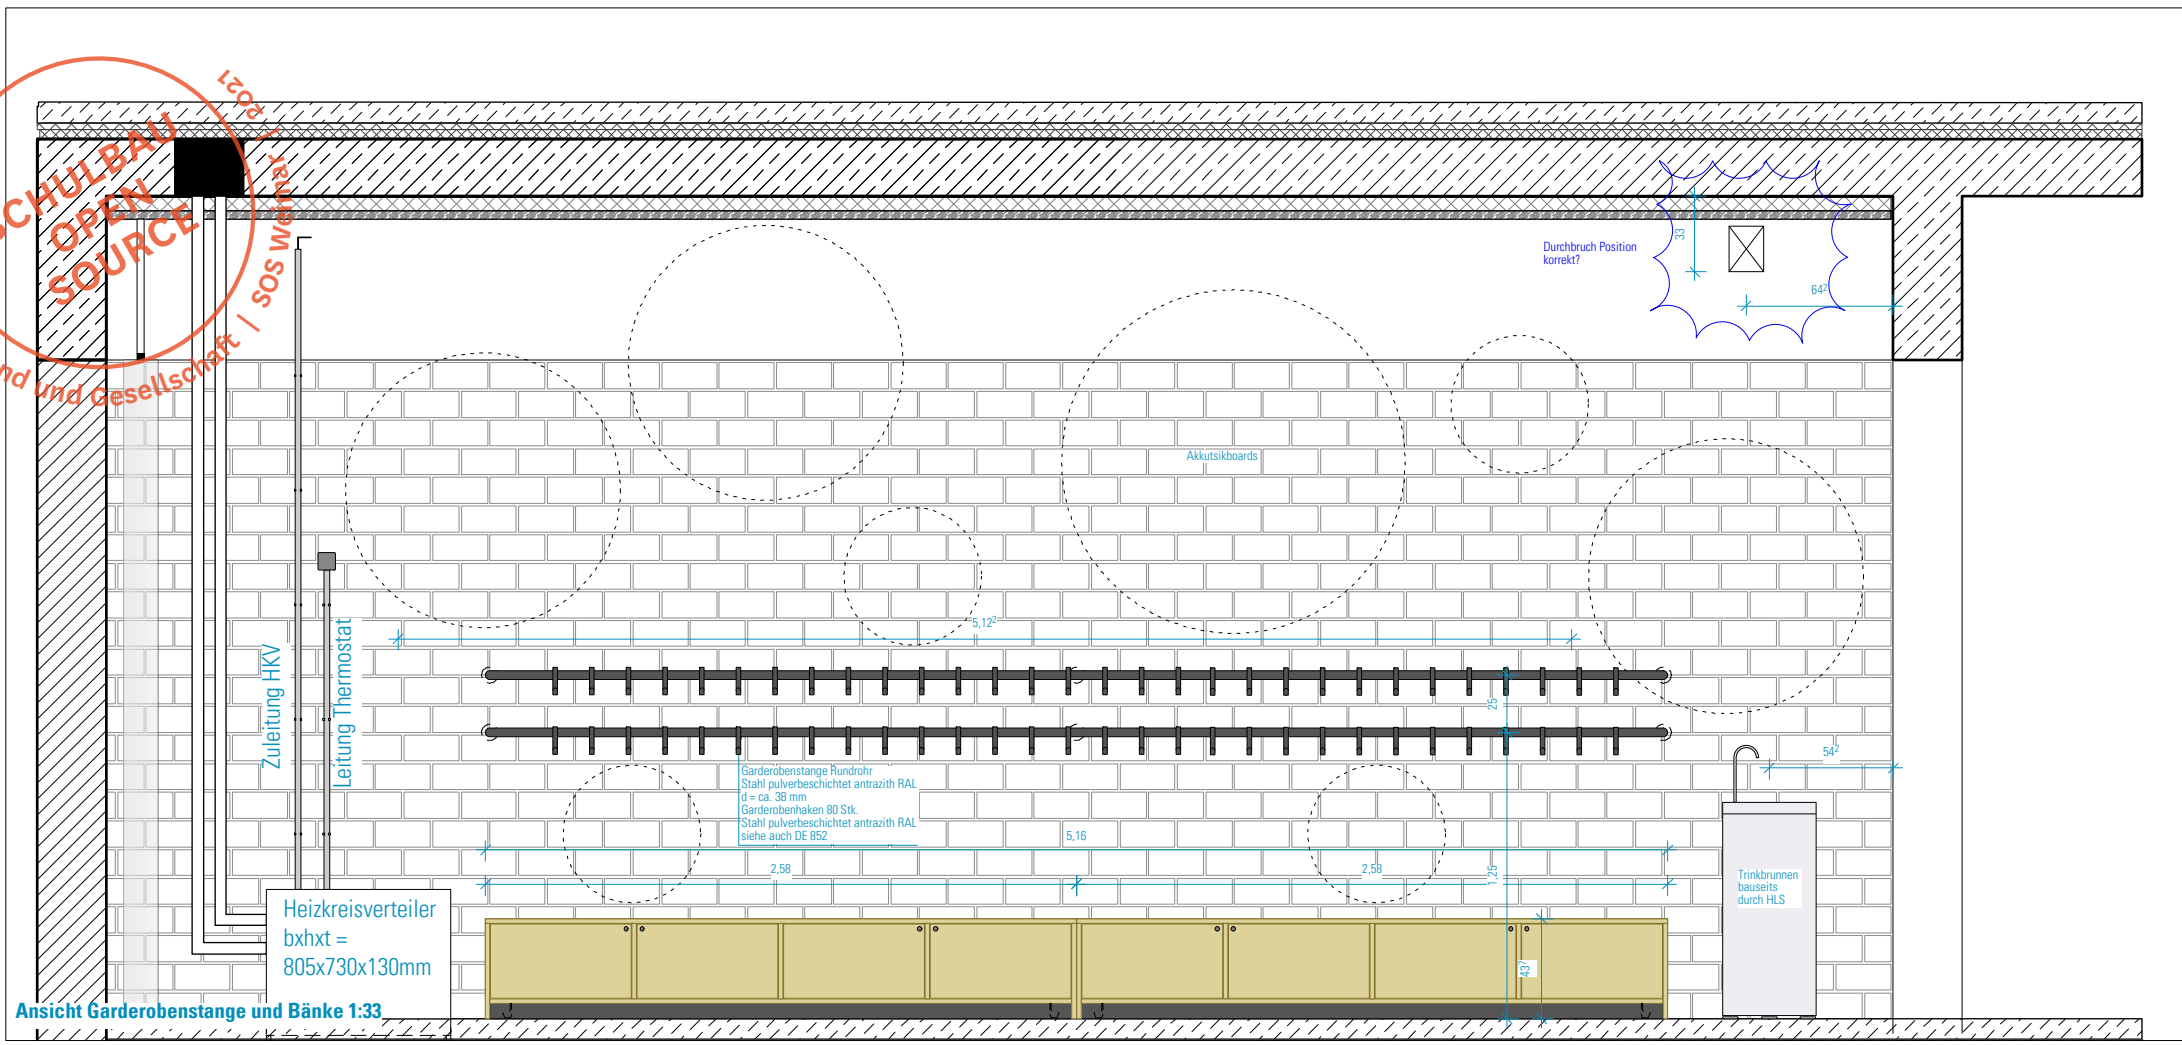 2021
SCHULBAU
OPEN
SOURCE
SOS Weimar |
nd und Gesellschaft |
Durchbruch Position
korrekt?
33
64²
Akkutsikboards
5,12²
Zuleitung HKV
Leitung Thermostat
25
54²
Garderobenstange Rundrohr
Stahl pulverbeschichtet antrazith RAL
d = ca. 38 mm
Garderobenhaken 80 Stk.
Stahl pulverbeschichtet antrazith RAL
siehe auch DE 852
5,16
2,58
2,58
1,25
Trinkbrunnen
bauseits
durch HLS
Heizkreisverteiler
bxhxt =
805x730x130mm
43⁷
Ansicht Garderobenstange und Bänke 1:33